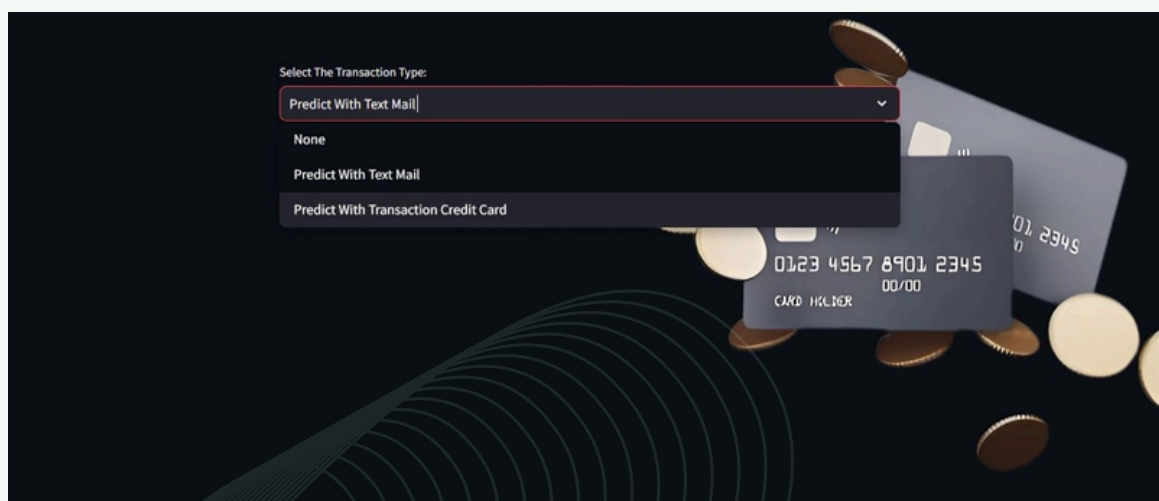 Select The Transaction Type:
Predict With Text Mail
None
Predict With Text Mail
Predict With Transaction Credit Card
01 2345
00
0123 4567 8901 2345
00/00
CARD HOLDER